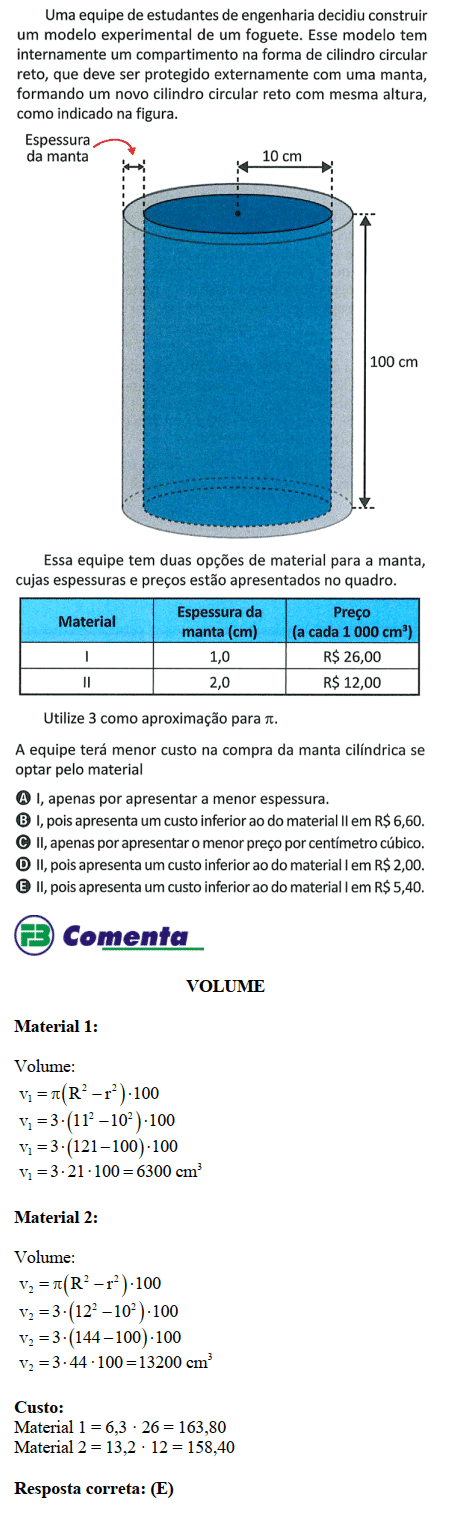 Uma equipe de estudantes de engenharia decidiu construir
um modelo experimental de um foguete. Esse modelo tem
internamente um compartimento na forma de cilindro circular
reto, que deve ser protegido externamente com uma manta,
formando um novo cilindro circular reto com mesma altura,
como indicado na figura.
Espessura
da manta
10 cm
100 cm
Essa equipe tem duas opções de material para a manta,
cujas espessuras e preços estão apresentados no quadro.
Material
Espessura da
manta (cm)
Preço
(a cada 1 000 cm³)
I 1,0 R$ 26,00
II 2,0 R$ 12,00
Utilize 3 como aproximação para π.
A equipe terá menor custo na compra da manta cilíndrica se
optar pelo material
A I, apenas por apresentar a menor espessura.
B I, pois apresenta um custo inferior ao do material II em R$ 6,60.
C II, apenas por apresentar o menor preço por centímetro cúbico.
D II, pois apresenta um custo inferior ao do material I em R$ 2,00.
E II, pois apresenta um custo inferior ao do material I em R$ 5,40.
FB Comenta
VOLUME
Material 1:
Volume:
v₁ = π(R² – r²)·100
v₁ = 3·(11² – 10²)·100
v₁ = 3·(121 – 100)·100
v₁ = 3·21·100 = 6300 cm³
Material 2:
Volume:
v₂ = π(R² – r²)·100
v₂ = 3·(12² – 10²)·100
v₂ = 3·(144 – 100)·100
v₂ = 3·44·100 = 13200 cm³
Custo:
Material 1 = 6,3 · 26 = 163,80
Material 2 = 13,2 · 12 = 158,40
Resposta correta: (E)